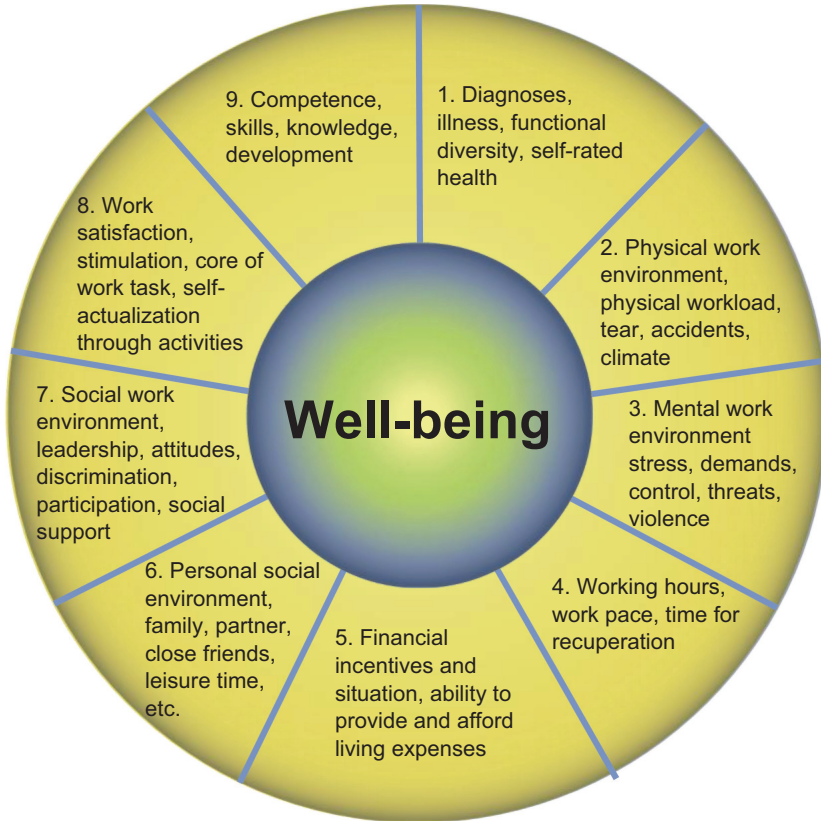 Well-being
1. Diagnoses,
illness, functional
diversity, self-rated
health
2. Physical work
environment,
physical workload,
tear, accidents,
climate
3. Mental work
environment
stress, demands,
control, threats,
violence
4. Working hours,
work pace, time for
recuperation
5. Financial
incentives and
situation, ability to
provide and afford
living expenses
6. Personal social
environment,
family, partner,
close friends,
leisure time,
etc.
7. Social work
environment,
leadership, attitudes,
discrimination,
participation, social
support
8. Work
satisfaction,
stimulation, core of
work task, self-
actualization
through activities
9. Competence,
skills, knowledge,
development